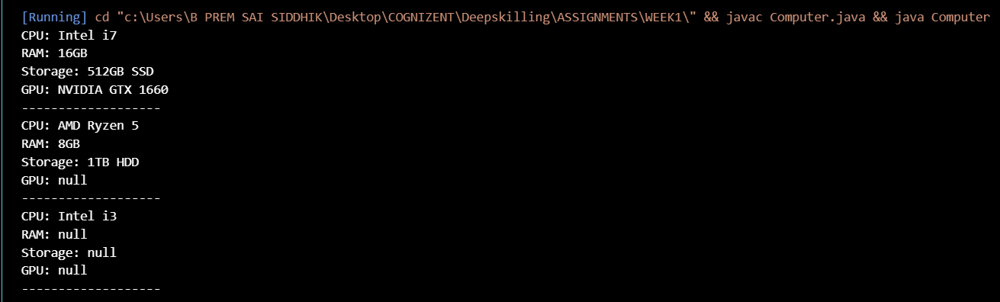 [Running] cd "c:\Users\B PREM SAI SIDDHIK\Desktop\COGNIZENT\Deepskilling\ASSIGNMENTS\WEEK1\" && javac Computer.java && java Computer
CPU: Intel i7
RAM: 16GB
Storage: 512GB SSD
GPU: NVIDIA GTX 1660
-------------------
CPU: AMD Ryzen 5
RAM: 8GB
Storage: 1TB HDD
GPU: null
-------------------
CPU: Intel i3
RAM: null
Storage: null
GPU: null
-------------------